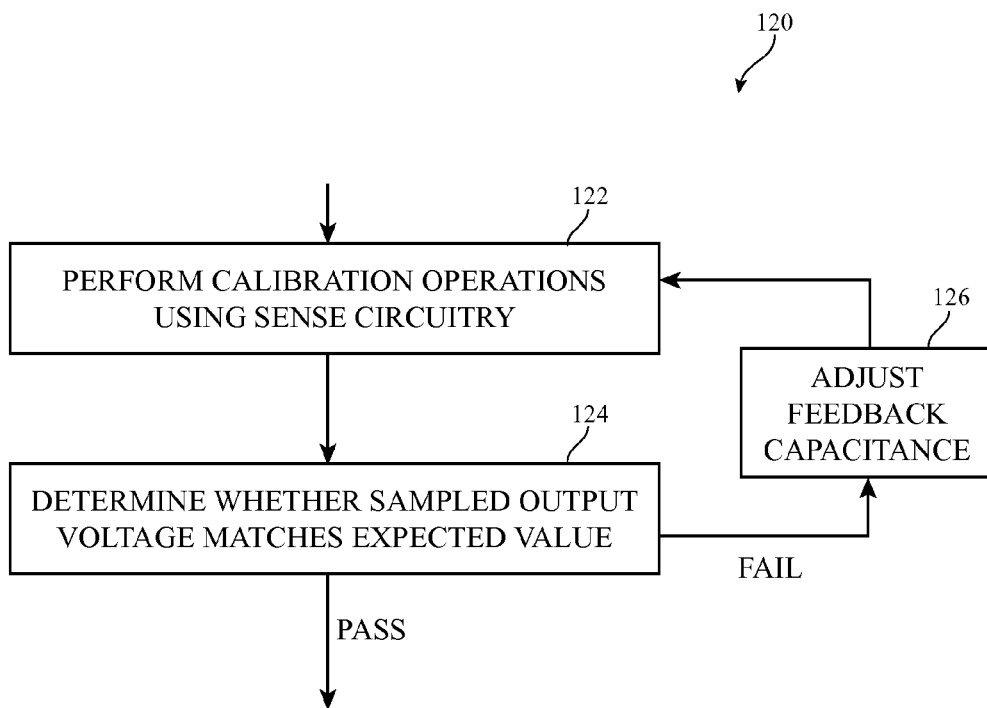 120
122
PERFORM CALIBRATION OPERATIONS
USING SENSE CIRCUITRY
126
ADJUST
FEEDBACK
CAPACITANCE
124
DETERMINE WHETHER SAMPLED OUTPUT
VOLTAGE MATCHES EXPECTED VALUE
FAIL
PASS